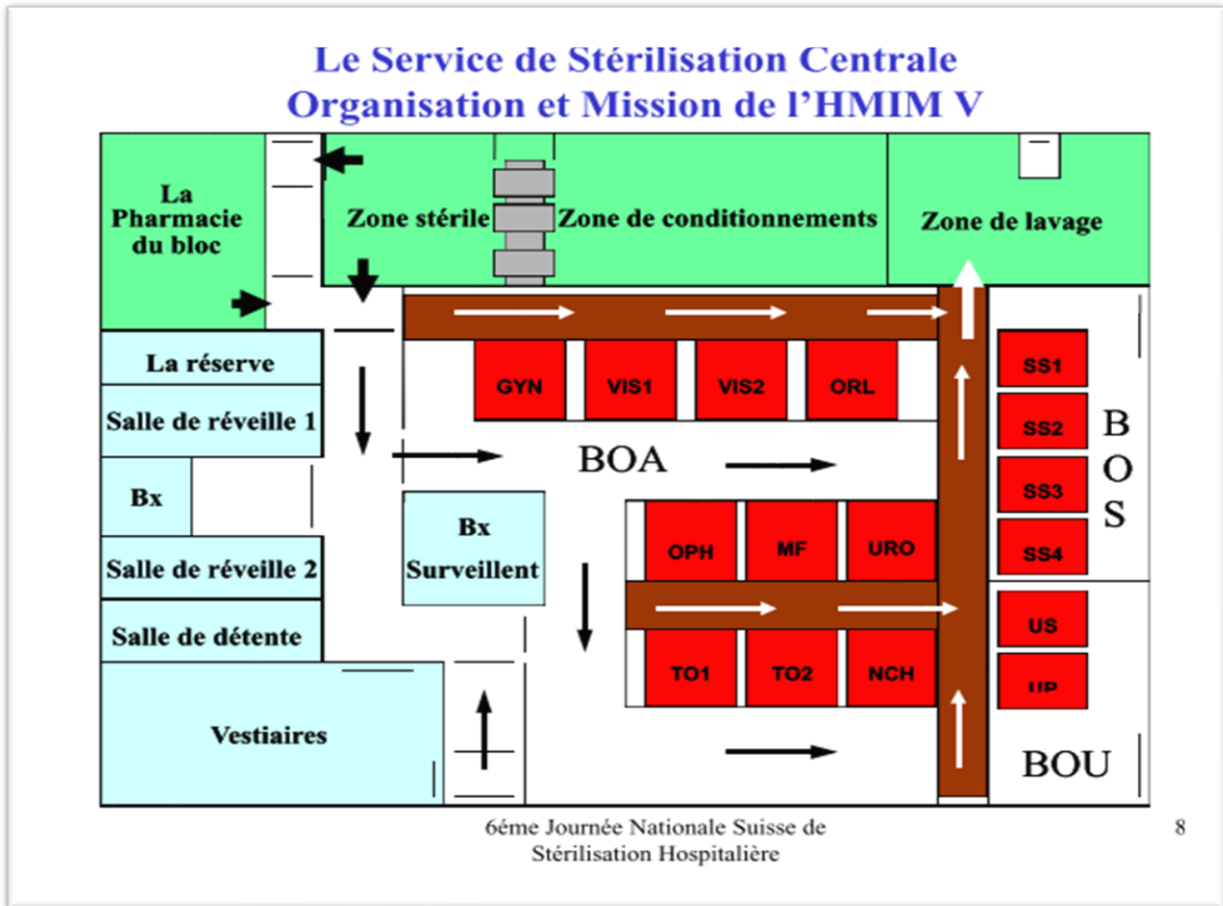 Le Service de Stérilisation Centrale
Organisation et Mission de l'HMIM V
La
Pharmacie
du bloc
Zone stérile
Zone de conditionnements
Zone de lavage
La réserve
Salle de réveille 1
Bx
Salle de réveille 2
Salle de détente
Vestiaires
Bx
Surveillent
GYN
VIS1
VIS2
ORL
BOA
OPH
MF
URO
TO1
TO2
NCH
SS1
SS2
SS3
SS4
B
O
S
US
UP
BOU
6éme Journée Nationale Suisse de
Stérilisation Hospitalière
8